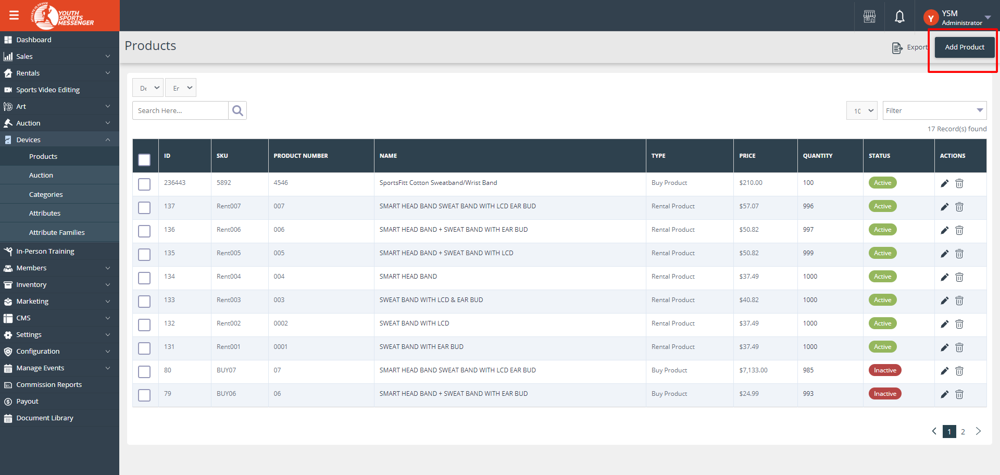 ATHLETE IQ DEVICE
YOUTH
SPORTS
MESSENGER
YSM
Y
Administrator
Dashboard
Sales
Rentals
Sports Video Editing
Art
Auction
Devices
Products
Auction
Categories
Attributes
Attribute Families
In-Person Training
Members
Inventory
Marketing
CMS
Settings
Configuration
Manage Events
Commission Reports
Payout
Document Library
Products
Export
Add Product
De
Er
Search Here...
10
Filter
17 Record(s) found
ID SKU PRODUCT NUMBER NAME TYPE PRICE QUANTITY STATUS ACTIONS
236443 5892 4546 SportsFitt Cotton Sweatband/Wrist Band Buy Product $210.00 100 Active
137 Rent007 007 SMART HEAD BAND SWEAT BAND WITH LCD EAR BUD Rental Product $57.07 996 Active
136 Rent006 006 SMART HEAD BAND + SWEAT BAND WITH EAR BUD Rental Product $50.82 997 Active
135 Rent005 005 SMART HEAD BAND + SWEAT BAND WITH LCD Rental Product $50.82 999 Active
134 Rent004 004 SMART HEAD BAND Rental Product $37.49 1000 Active
133 Rent003 003 SWEAT BAND WITH LCD & EAR BUD Rental Product $40.82 1000 Active
132 Rent002 0002 SWEAT BAND WITH LCD Rental Product $37.49 1000 Active
131 Rent001 0001 SWEAT BAND WITH EAR BUD Rental Product $37.49 1000 Active
80 BUY07 07 SMART HEAD BAND SWEAT BAND WITH LCD EAR BUD Buy Product $7,133.00 985 Inactive
79 BUY06 06 SMART HEAD BAND + SWEAT BAND WITH EAR BUD Buy Product $24.99 993 Inactive
1 2